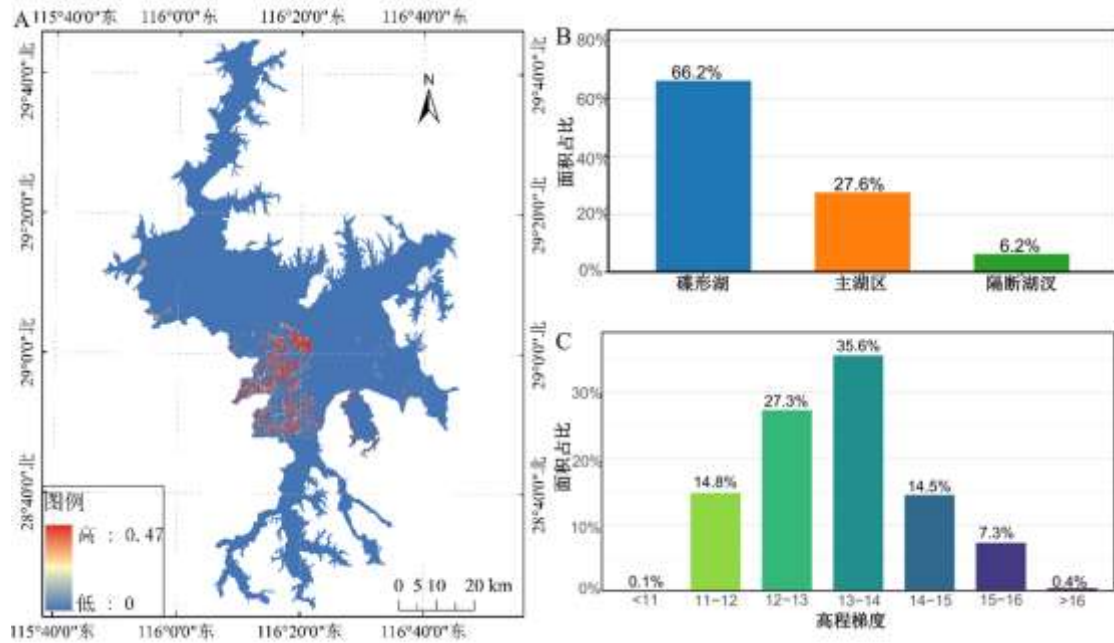 A
115°40′0″东 116°0′0″东 116°20′0″东 116°40′0″东
29°40′0″北
29°20′0″北
29°0′0″北
28°40′0″北
29°40′0″北
29°20′0″北
29°0′0″北
28°40′0″北
N
图例
高 : 0.47
低 : 0
0 5 10 20 km
115°40′0″东 116°0′0″东 116°20′0″东 116°40′0″东
B
面积占比
80%
60%
40%
20%
0%
66.2%
27.6%
6.2%
碟形湖 主湖区 隔断湖汊
C
面积占比
30%
20%
10%
0%
0.1%
14.8%
27.3%
35.6%
14.5%
7.3%
0.4%
<11 11−12 12−13 13−14 14−15 15−16 >16
高程梯度